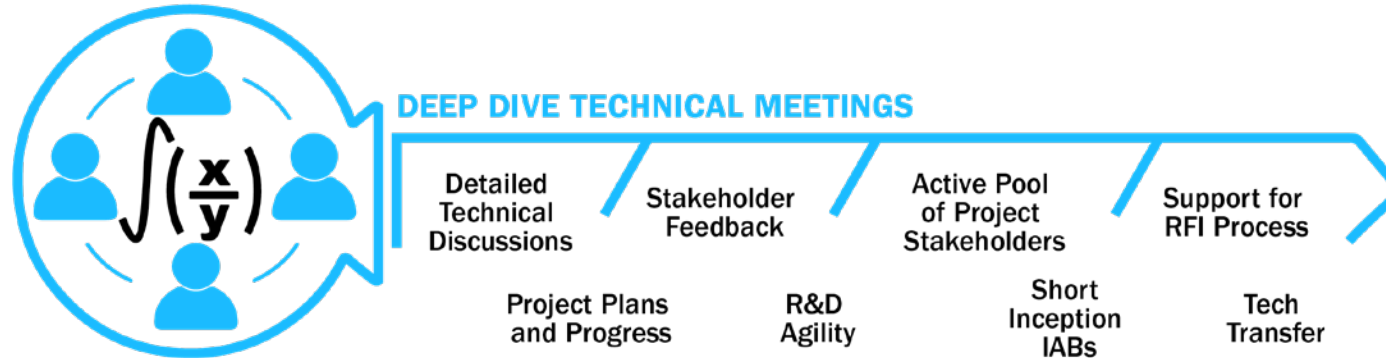 ∫(x/y)
DEEP DIVE TECHNICAL MEETINGS
Detailed
Technical
Discussions
Stakeholder
Feedback
Active Pool
of Project
Stakeholders
Support for
RFI Process
Project Plans
and Progress
R&D
Agility
Short
Inception
IABs
Tech
Transfer